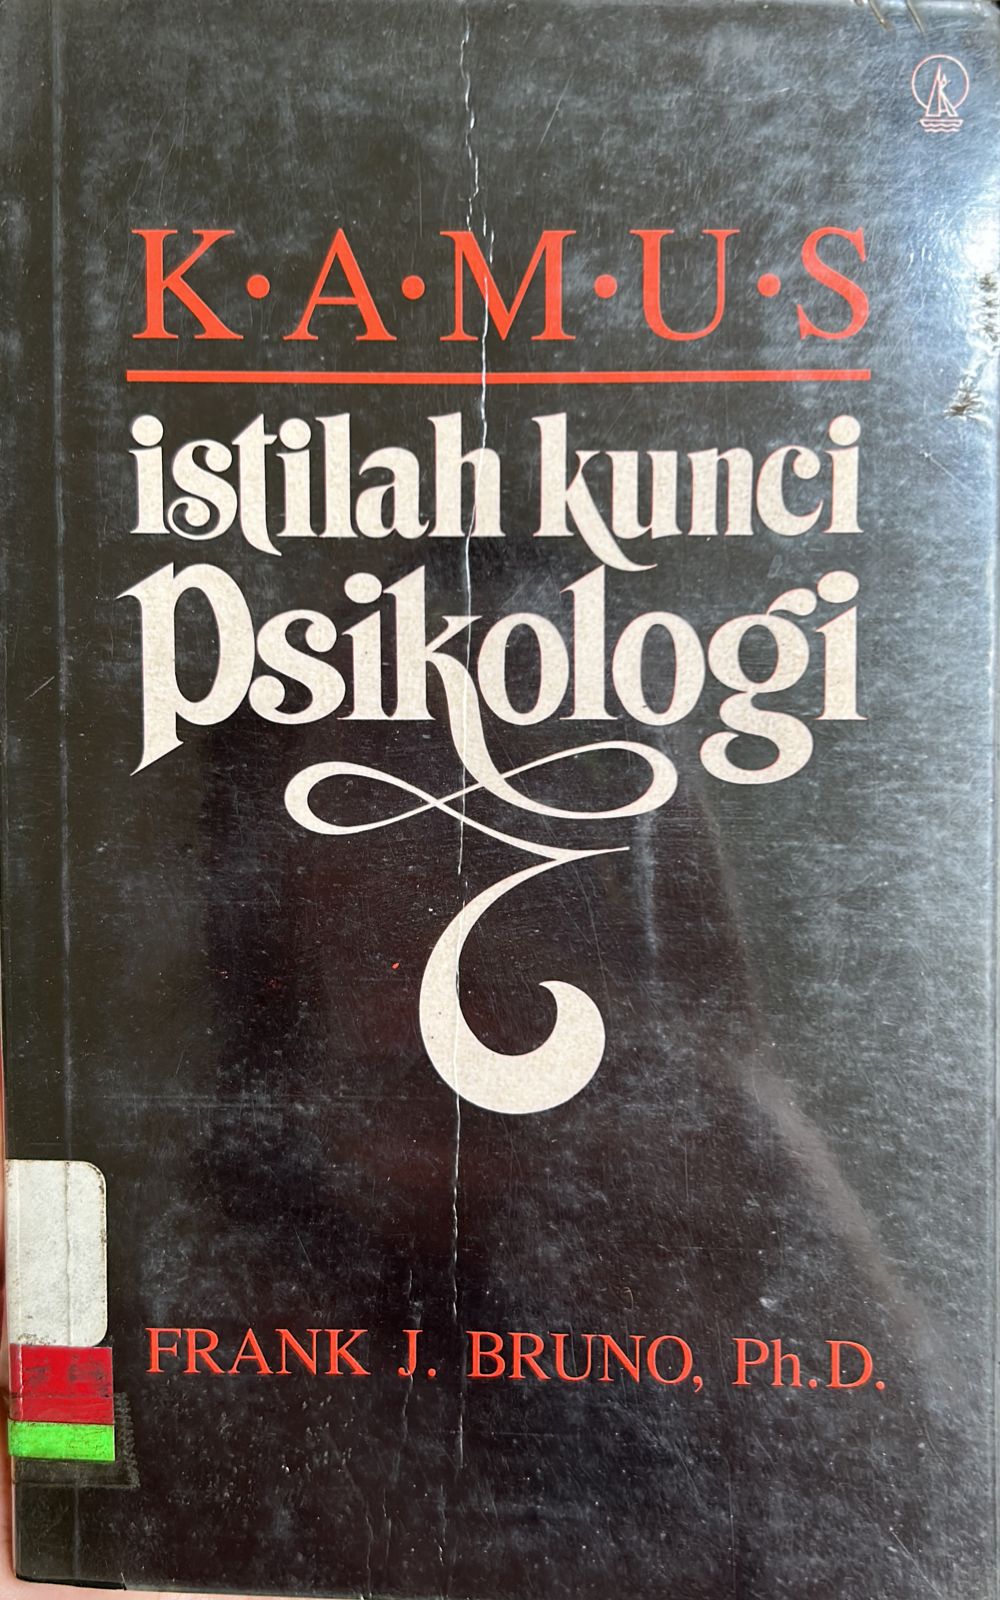 K·A·M·U·S
istilah kunci
Psikologi
FRANK J. BRUNO, Ph.D.